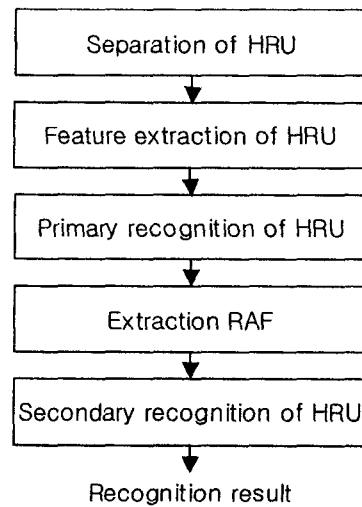 Separation of HRU
Feature extraction of HRU
Primary recognition of HRU
Extraction RAF
Secondary recognition of HRU
Recognition result